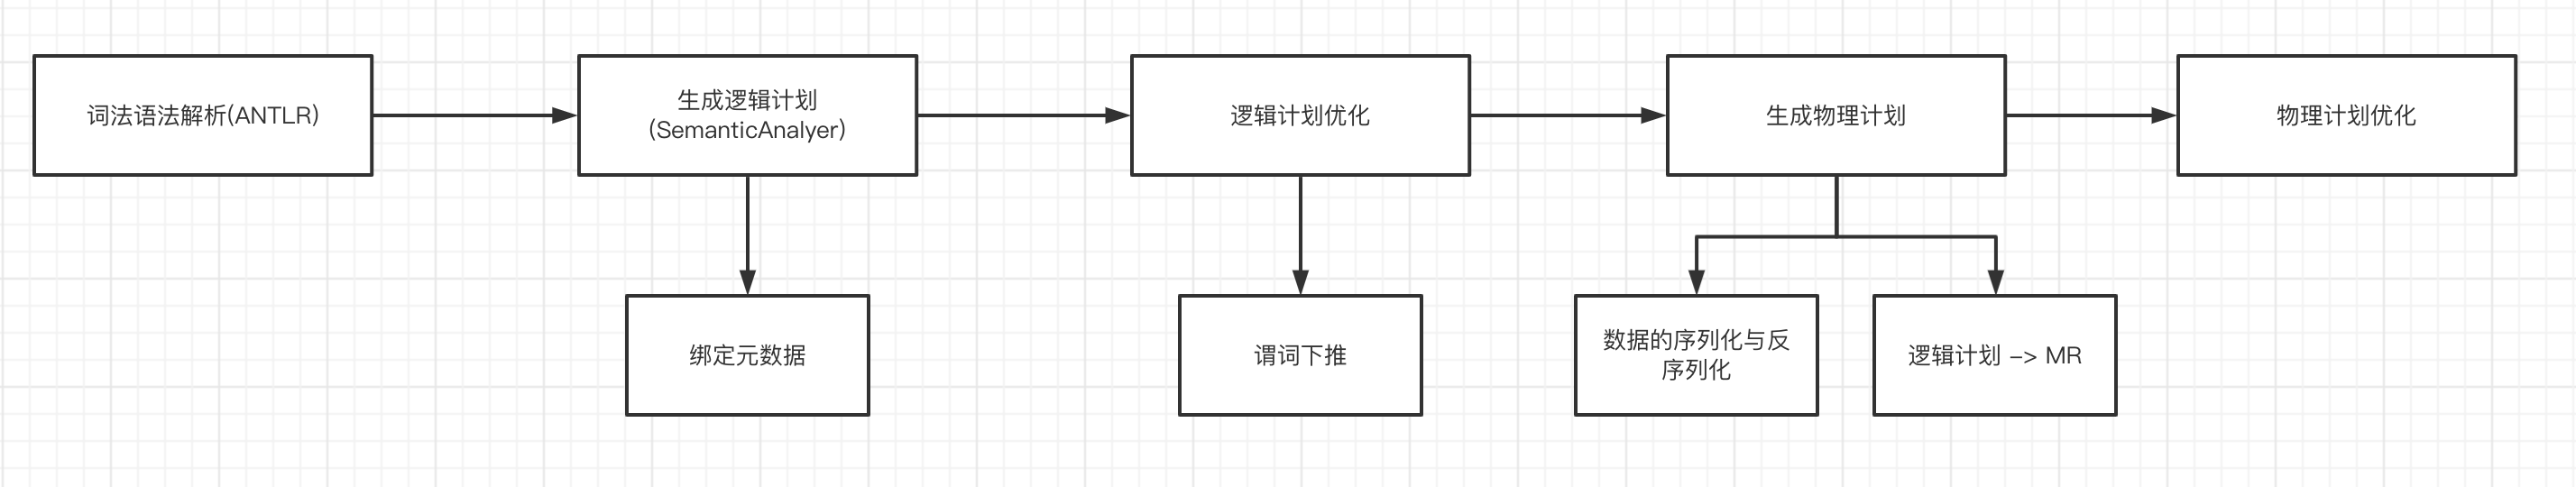 词法语法解析(ANTLR)
生成逻辑计划
(SemanticAnalyer)
逻辑计划优化
生成物理计划
物理计划优化
绑定元数据
谓词下推
数据的序列化与反
序列化
逻辑计划 -> MR